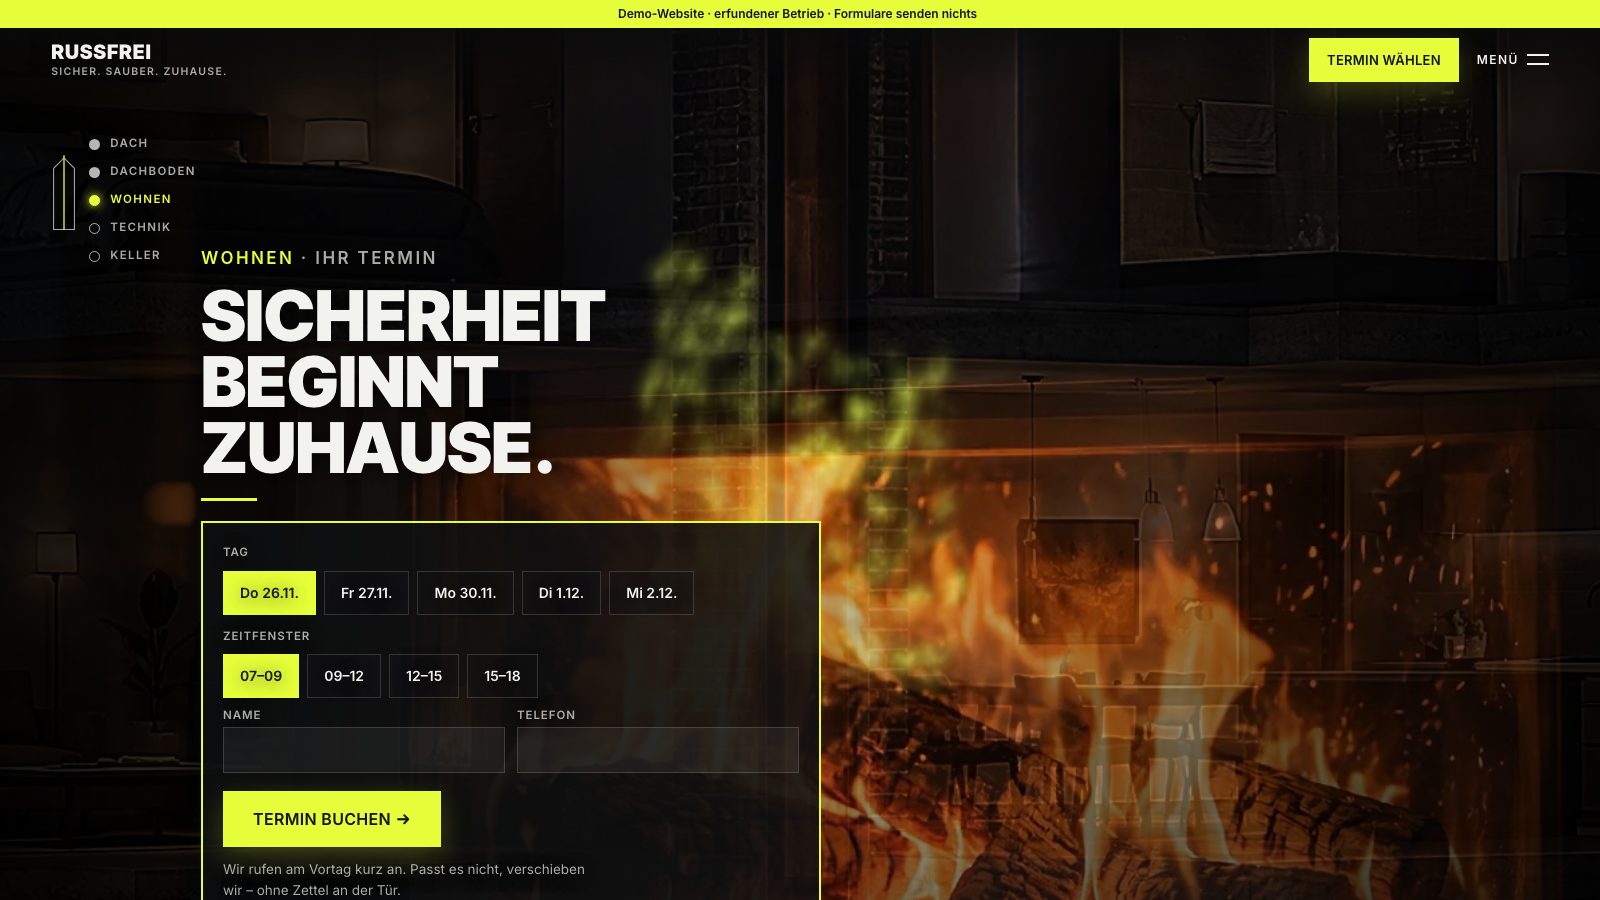 Demo-Website · erfundener Betrieb · Formulare senden nichts
RUSSFREI
SICHER. SAUBER. ZUHAUSE.
TERMIN WÄHLEN
MENÜ
DACH
DACHBODEN
WOHNEN
TECHNIK
KELLER
WOHNEN · IHR TERMIN
SICHERHEIT
BEGINNT
ZUHAUSE.
TAG
Do 26.11.
Fr 27.11.
Mo 30.11.
Di 1.12.
Mi 2.12.
ZEITFENSTER
07–09
09–12
12–15
15–18
NAME
TELEFON
TERMIN BUCHEN →
Wir rufen am Vortag kurz an. Passt es nicht, verschieben
wir – ohne Zettel an der Tür.